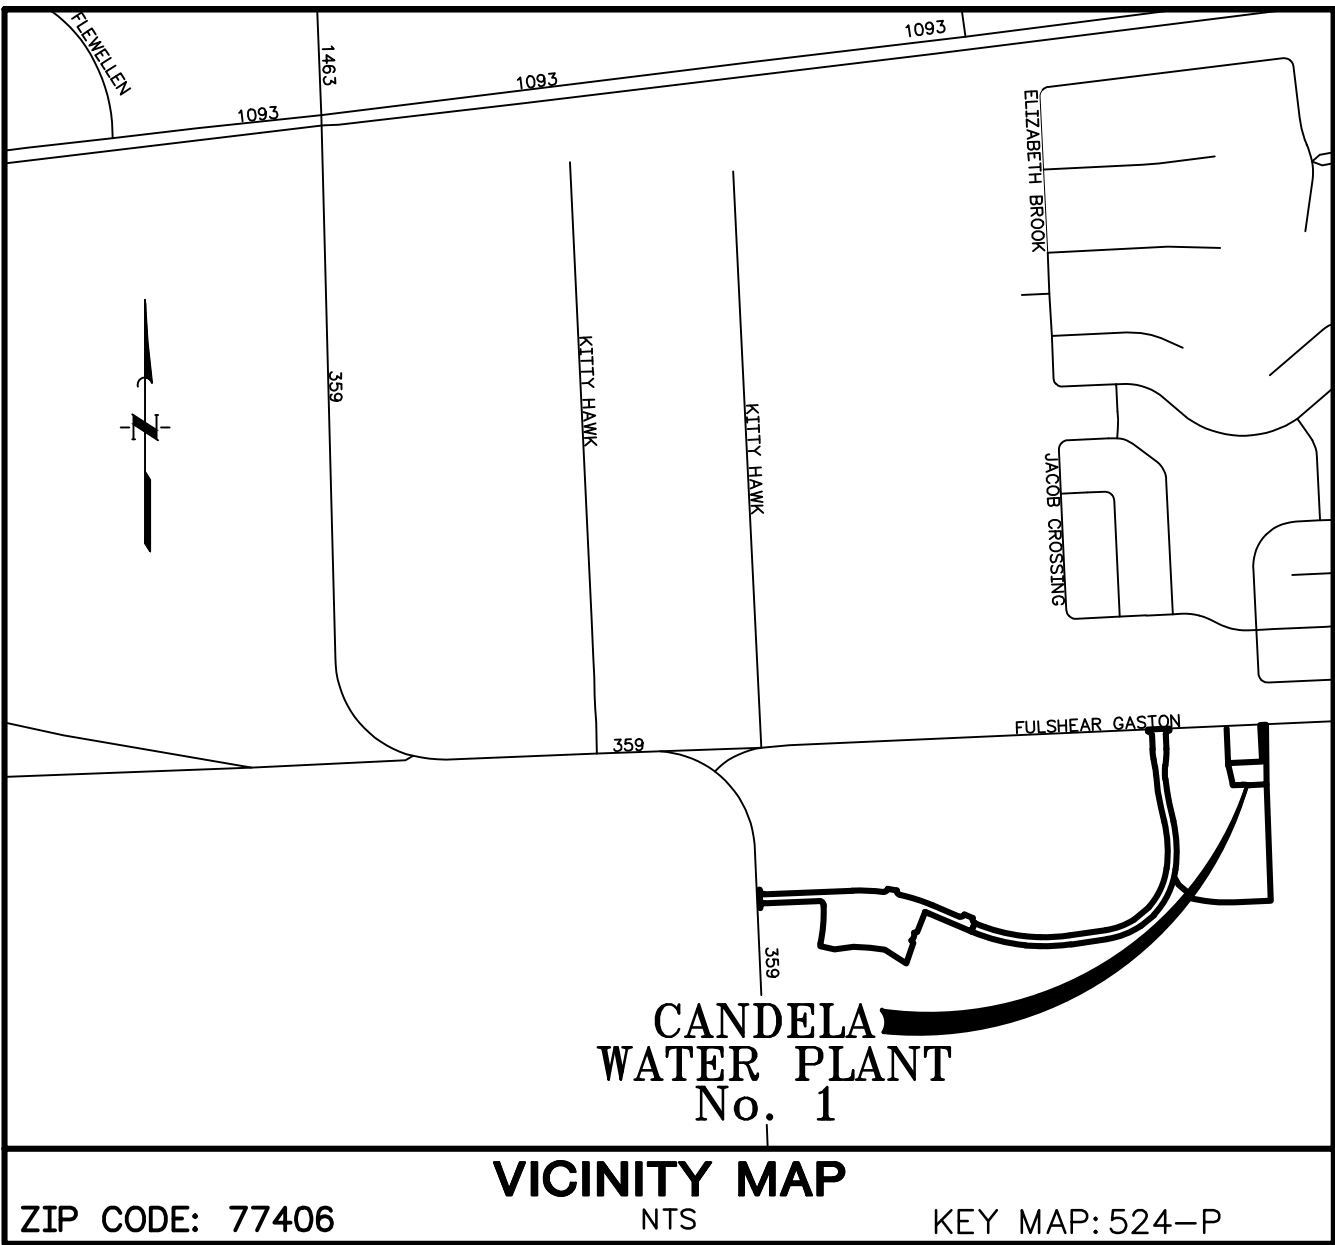 FLEWELLEN
1463
1093
1093
1093
ELIZABETH BROOK
359
KITTY HAWK
KITTY HAWK
N
JACOB CROSSING
FULSHEAR GASTON
359
359
CANDELA
WATER PLANT
No. 1
VICINITY MAP
ZIP CODE: 77406
NTS
KEY MAP: 524-P